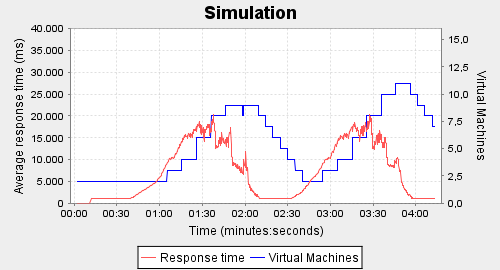 Simulation
Average response time (ms)
40.000
35.000
30.000
25.000
20.000
15.000
10.000
5.000
0
15,0
12,5
10,0
7,5
5,0
2,5
0,0
Virtual Machines
00:00 00:30 01:00 01:30 02:00 02:30 03:00 03:30 04:00
Time (minutes:seconds)
Response time Virtual Machines